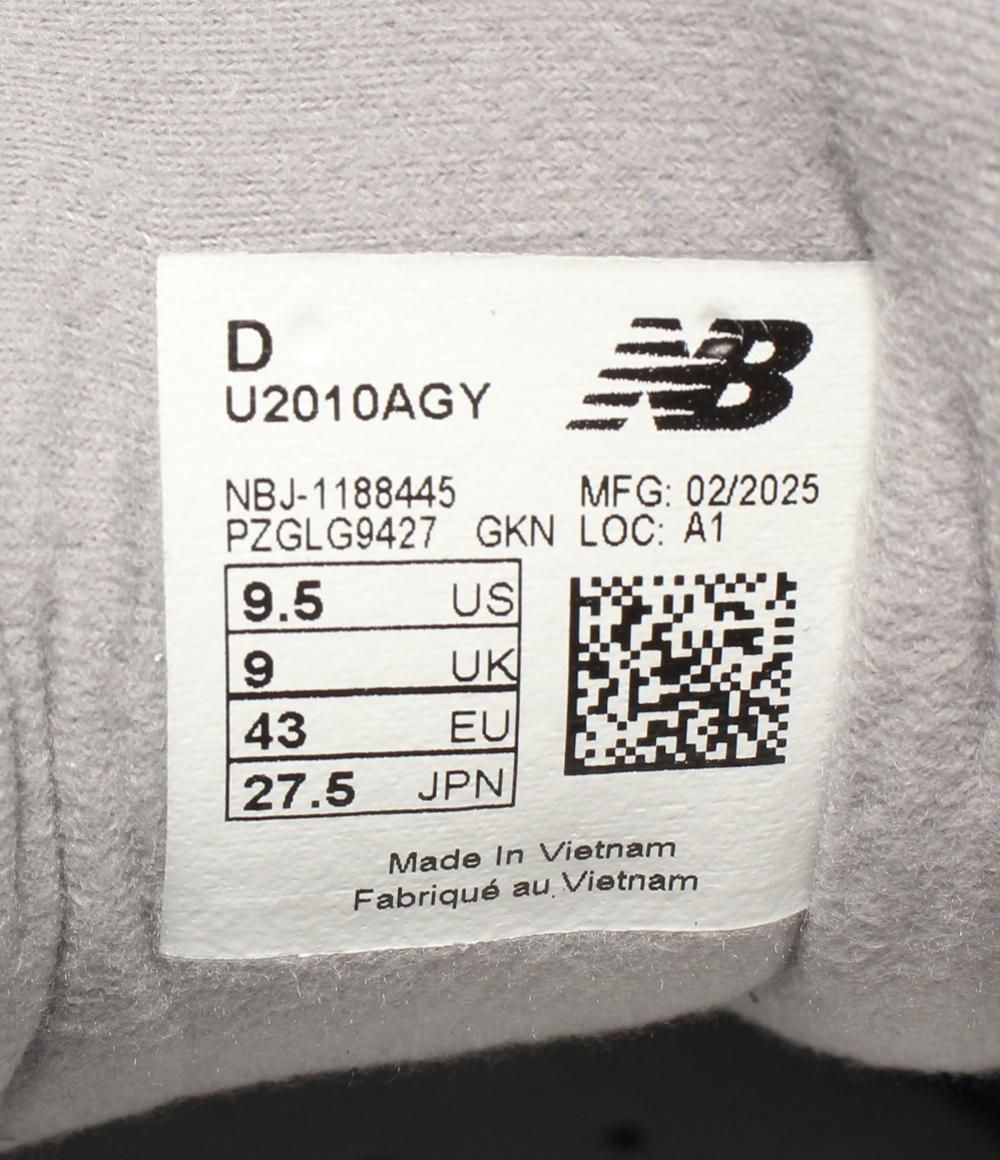 D
NB
U2010AGY
NBJ-1188445 MFG: 02/2025
PZGLG9427 GKN LOC: A1
9.5 US
9 UK
43 EU
27.5 JPN
Made In Vietnam
Fabriqué au Vietnam